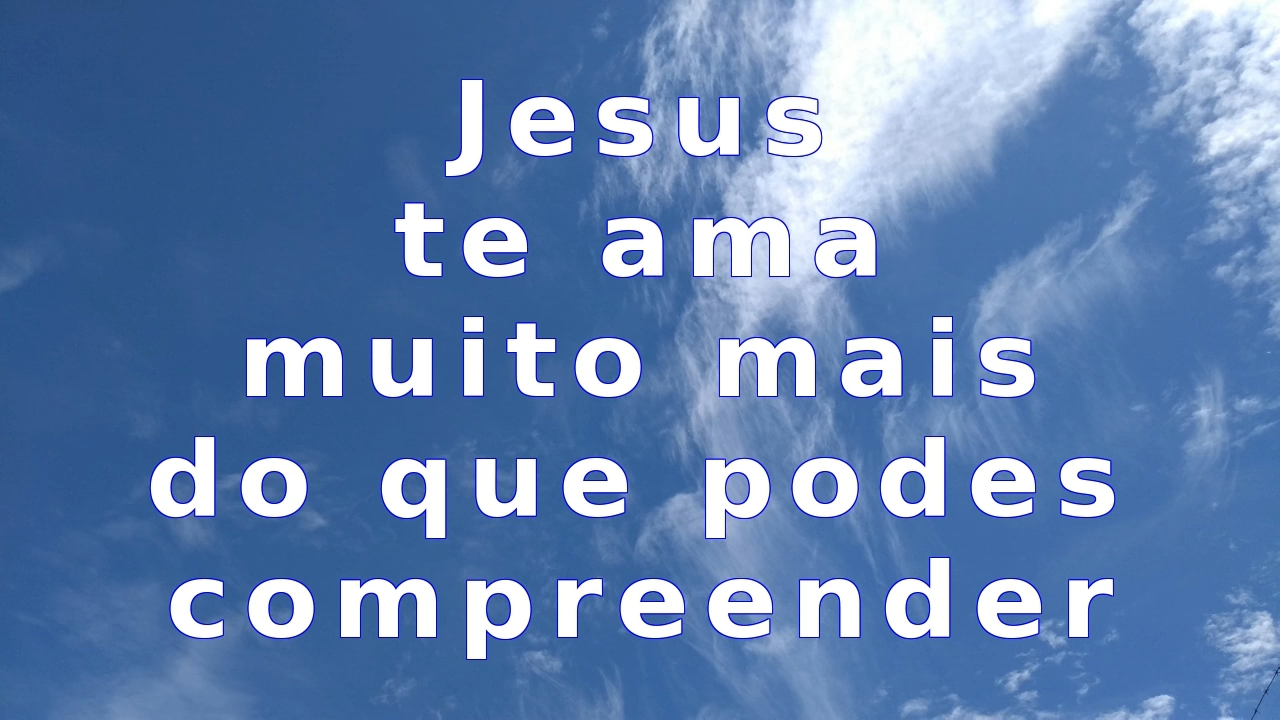 Jesus
te ama
muito mais
do que podes
compreender